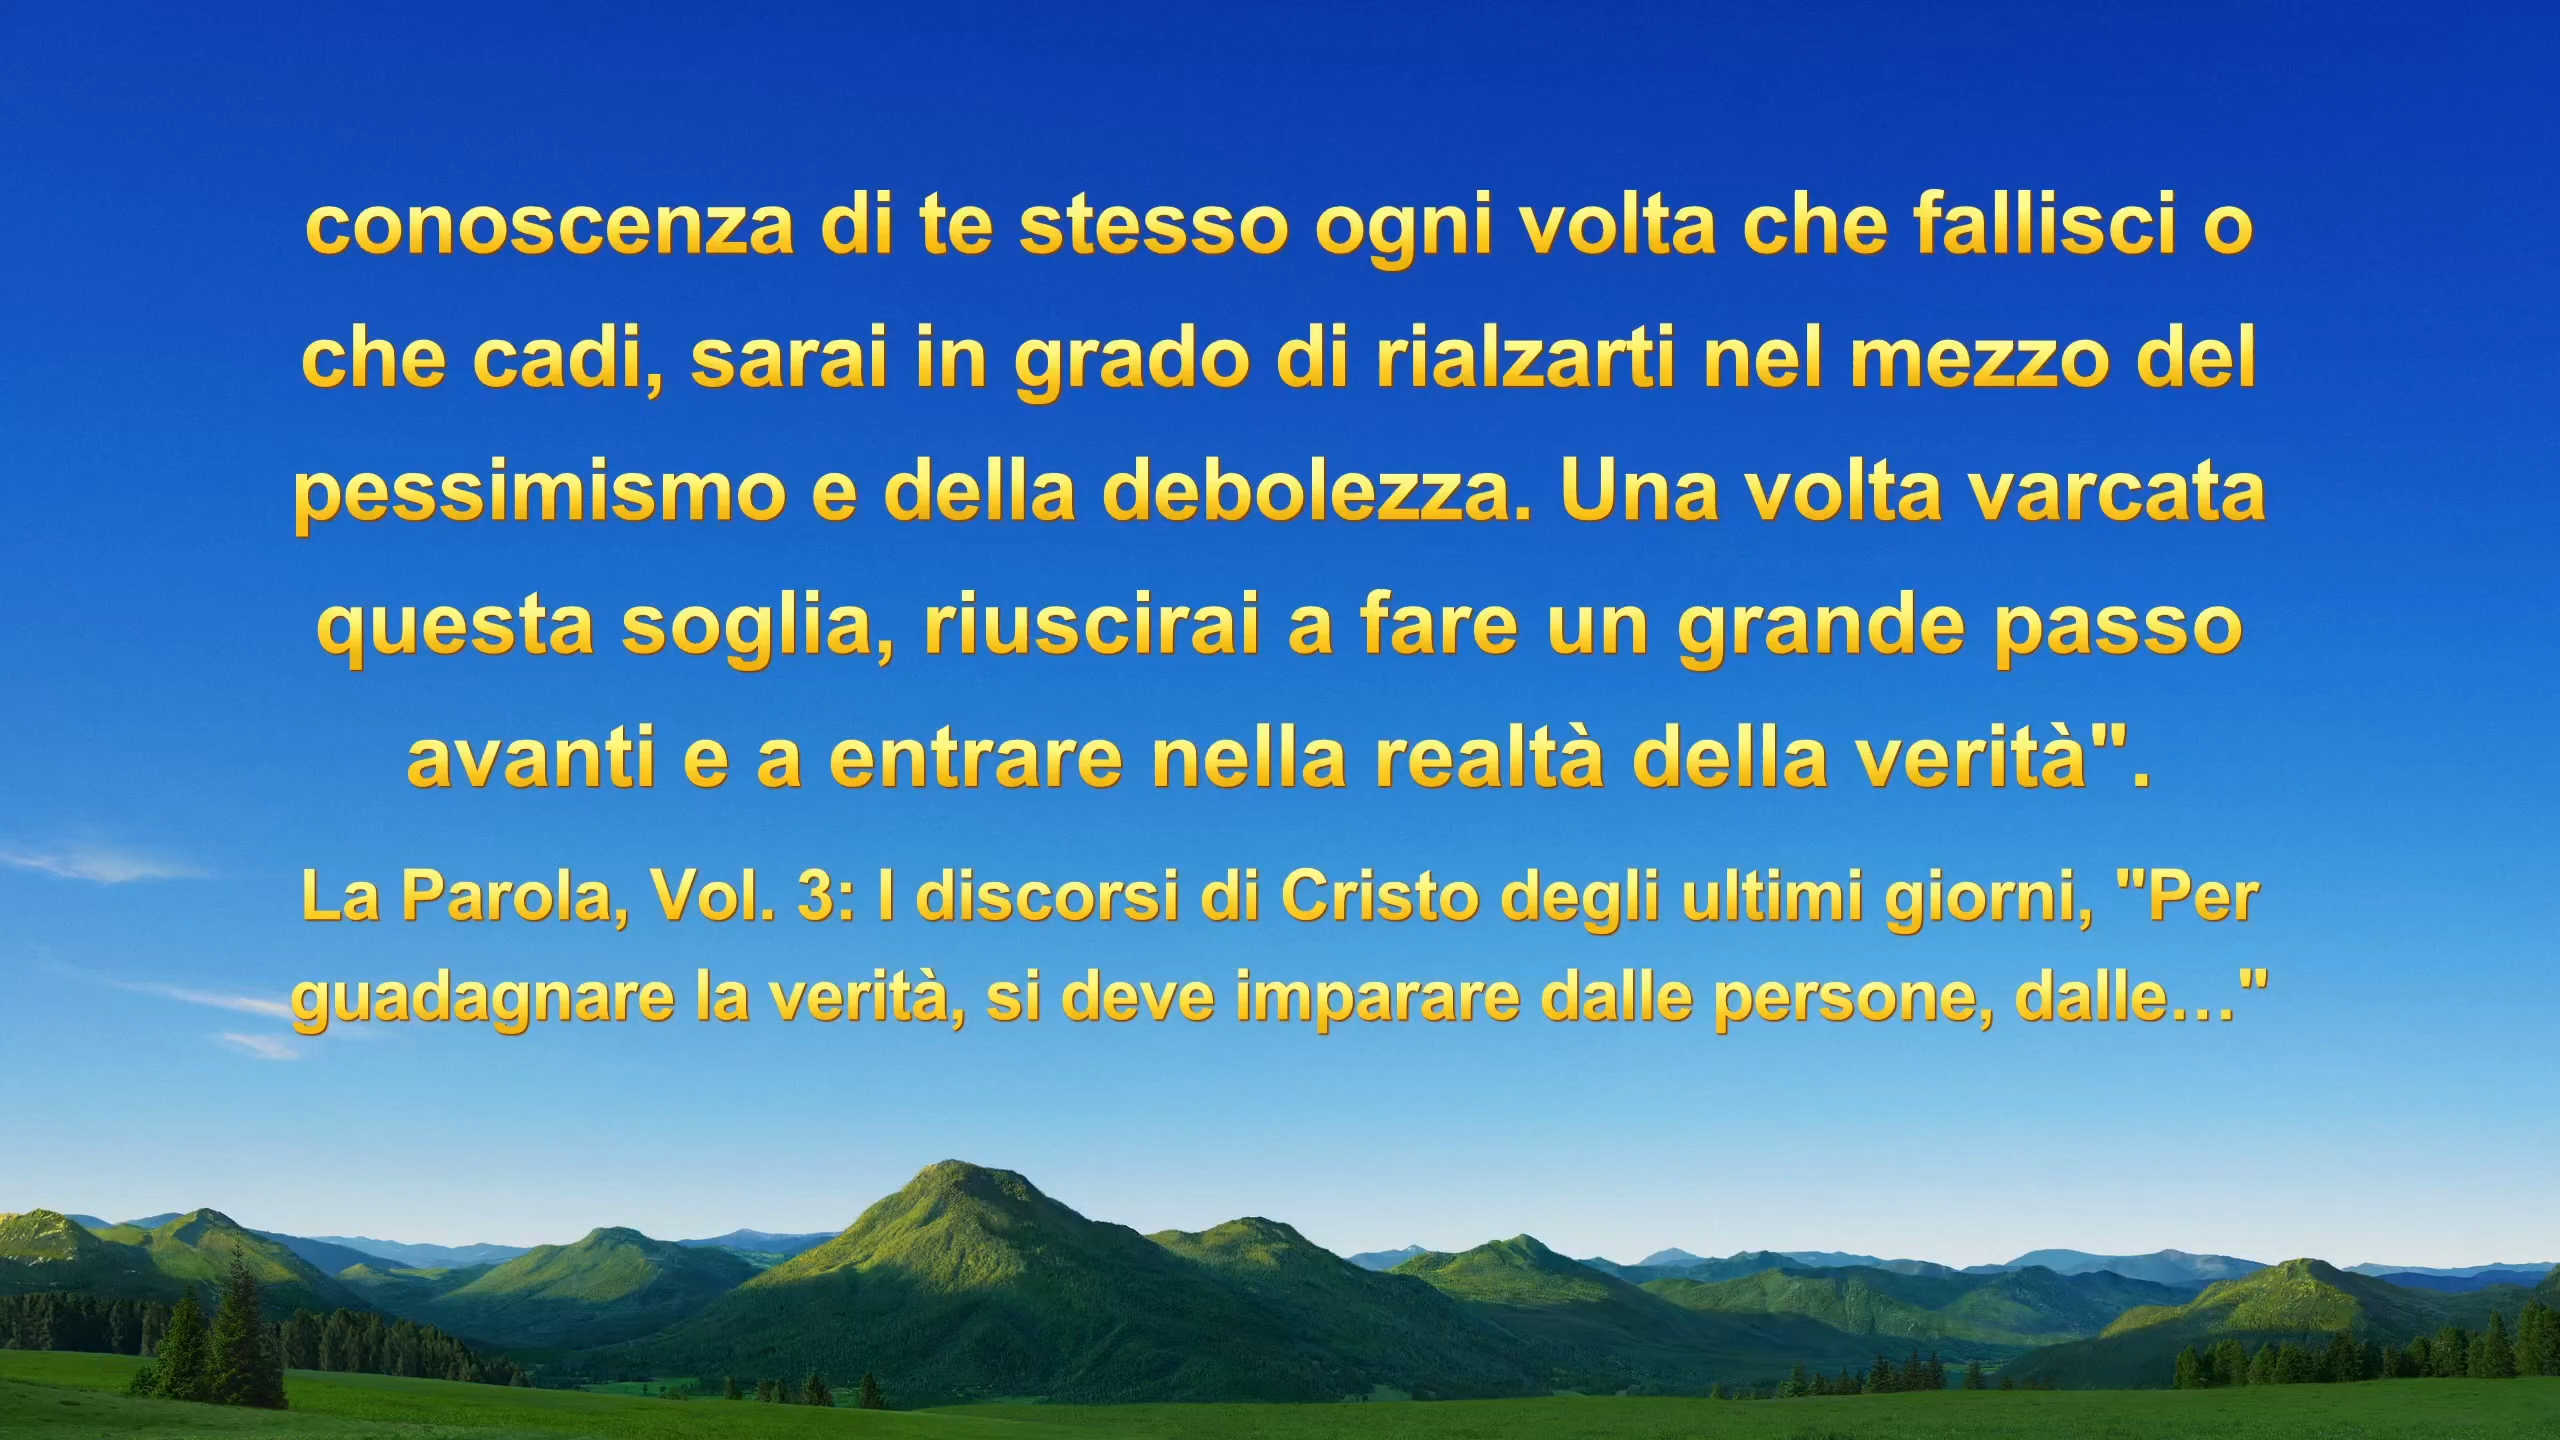 conoscenza di te stesso ogni volta che fallisci o
che cadi, sarai in grado di rialzarti nel mezzo del
pessimismo e della debolezza. Una volta varcata
questa soglia, riuscirai a fare un grande passo
avanti e a entrare nella realtà della verità".
La Parola, Vol. 3: I discorsi di Cristo degli ultimi giorni, "Per
guadagnare la verità, si deve imparare dalle persone, dalle…"